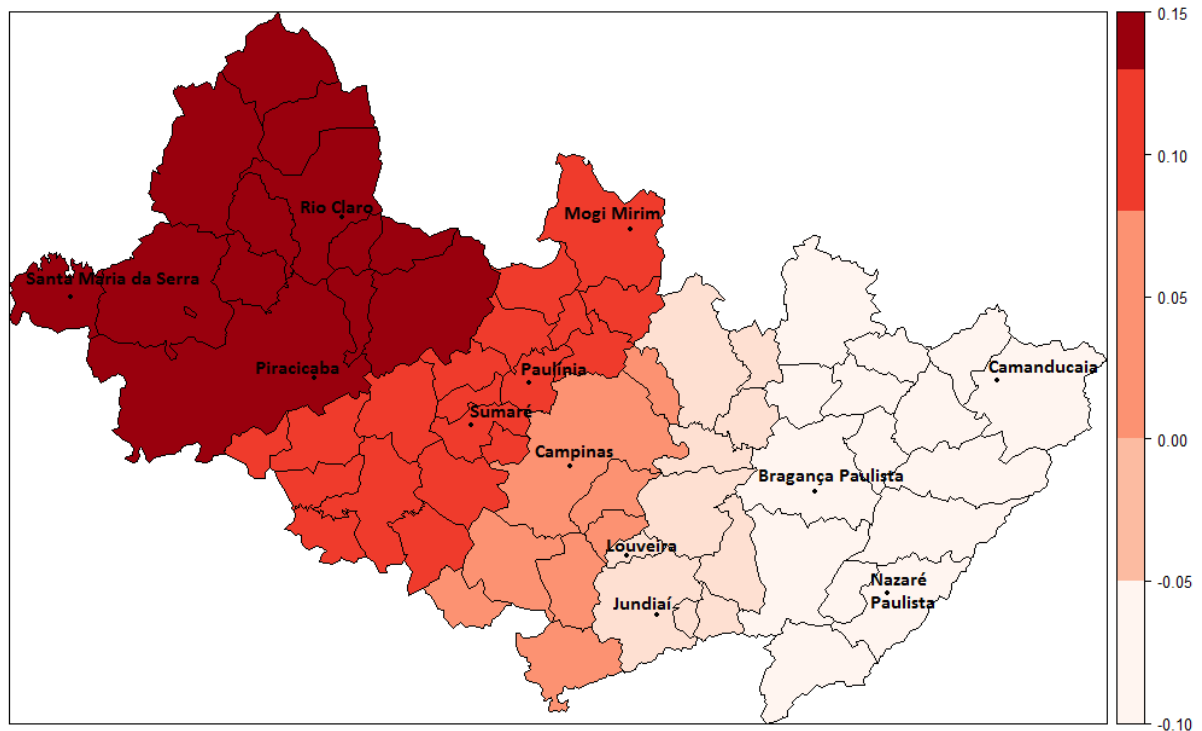 0.15
0.10
Rio Claro
Mogi Mirim
Santa Maria da Serra
0.05
Piracicaba
Paulínia
Camanducaia
Sumaré
0.00
Campinas
Bragança Paulista
Louveira
-0.05
Nazaré
Paulista
Jundiaí
-0.10